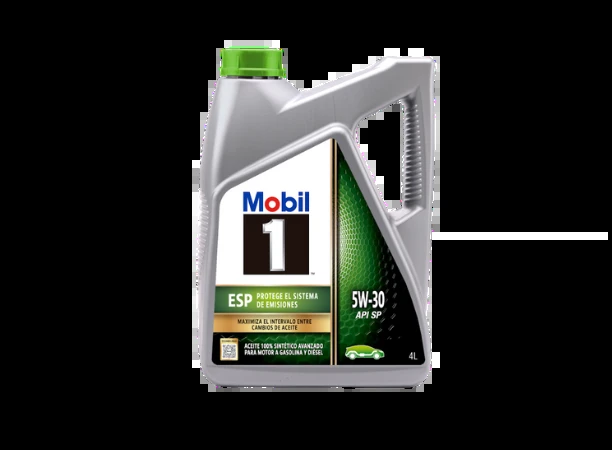 Mobil
1
ESP PROTEGE EL SISTEMA
DE EMISIONES
MAXIMIZA EL INTERVALO ENTRE
CAMBIOS DE ACEITE
ACEITE 100% SINTÉTICO AVANZADO
PARA MOTOR A GASOLINA Y DIÉSEL
5W-30
API SP
4L